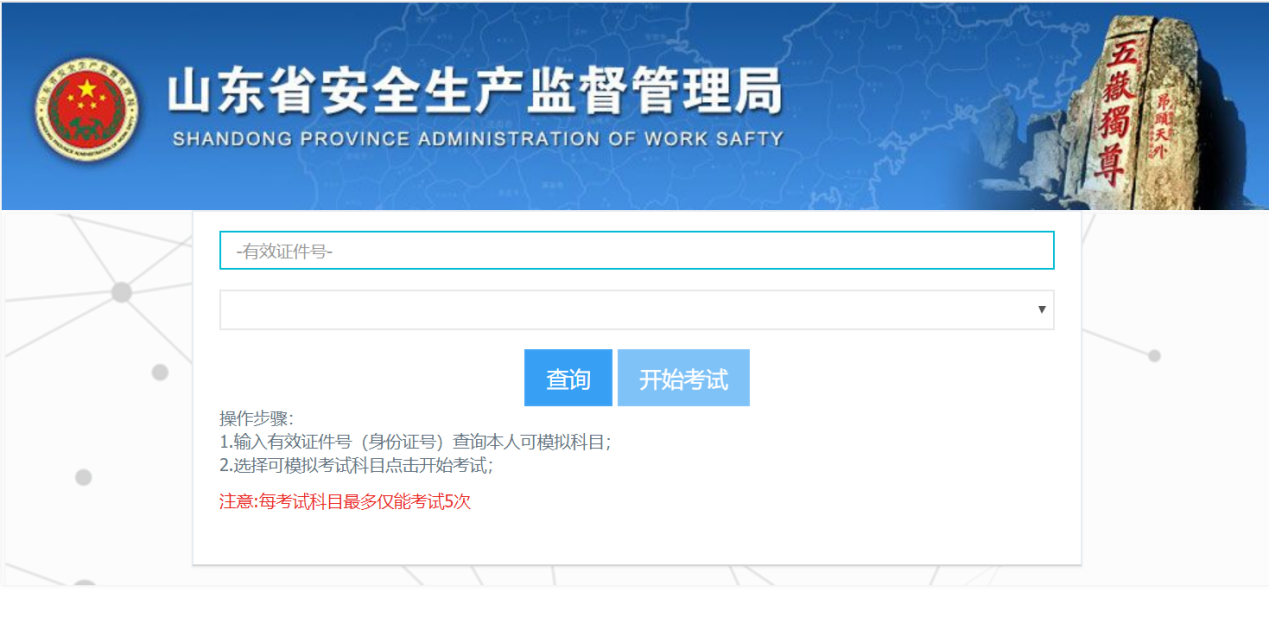 山东省安全生产监督管理局
SHANDONG PROVINCE ADMINISTRATION OF WORK SAFTY
五嶽獨尊
昂頭天外
-有效证件号-
查询
开始考试
操作步骤：
1.输入有效证件号（身份证号）查询本人可模拟科目；
2.选择可模拟考试科目点击开始考试；
注意:每考试科目最多仅能考试5次